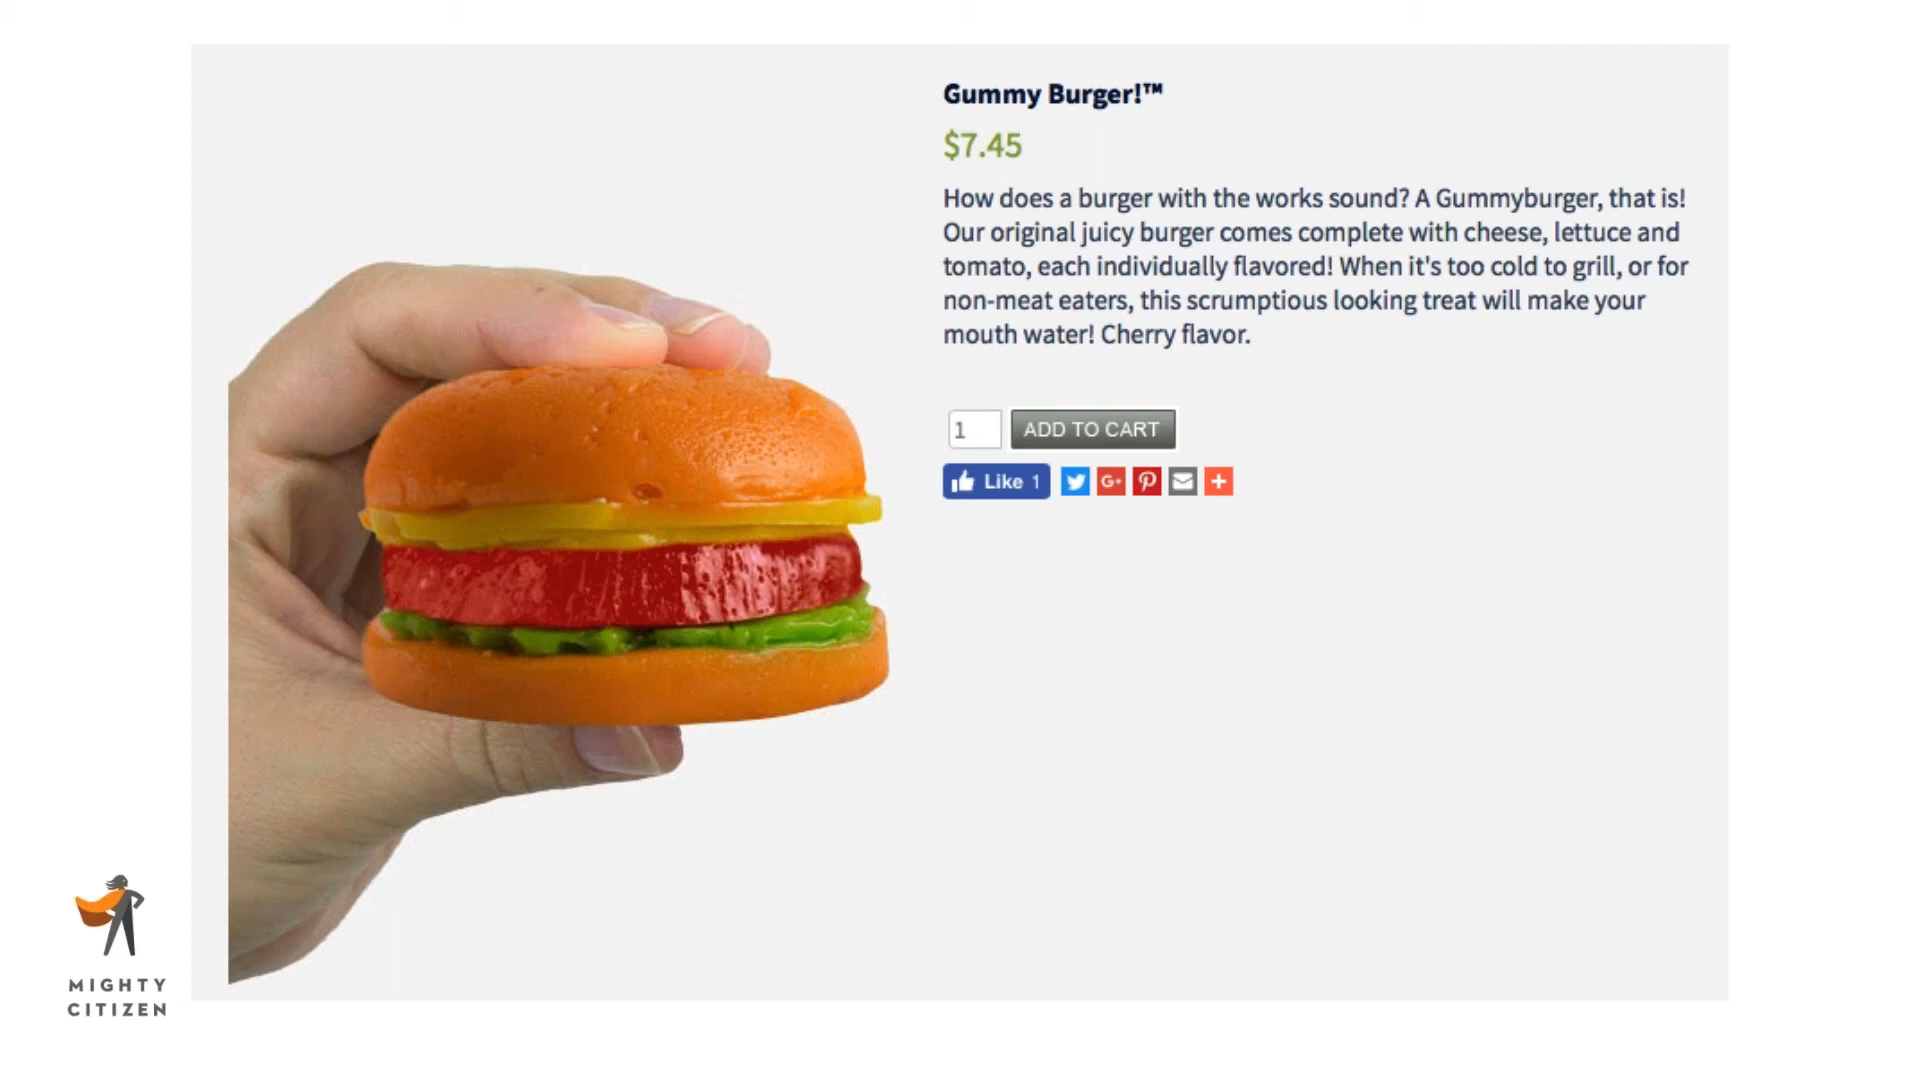 Gummy Burger!™
$7.45
How does a burger with the works sound? A Gummyburger, that is!
Our original juicy burger comes complete with cheese, lettuce and
tomato, each individually flavored! When it's too cold to grill, or for
non-meat eaters, this scrumptious looking treat will make your
mouth water! Cherry flavor.
1 ADD TO CART
Like 1 G+
MIGHTY
CITIZEN